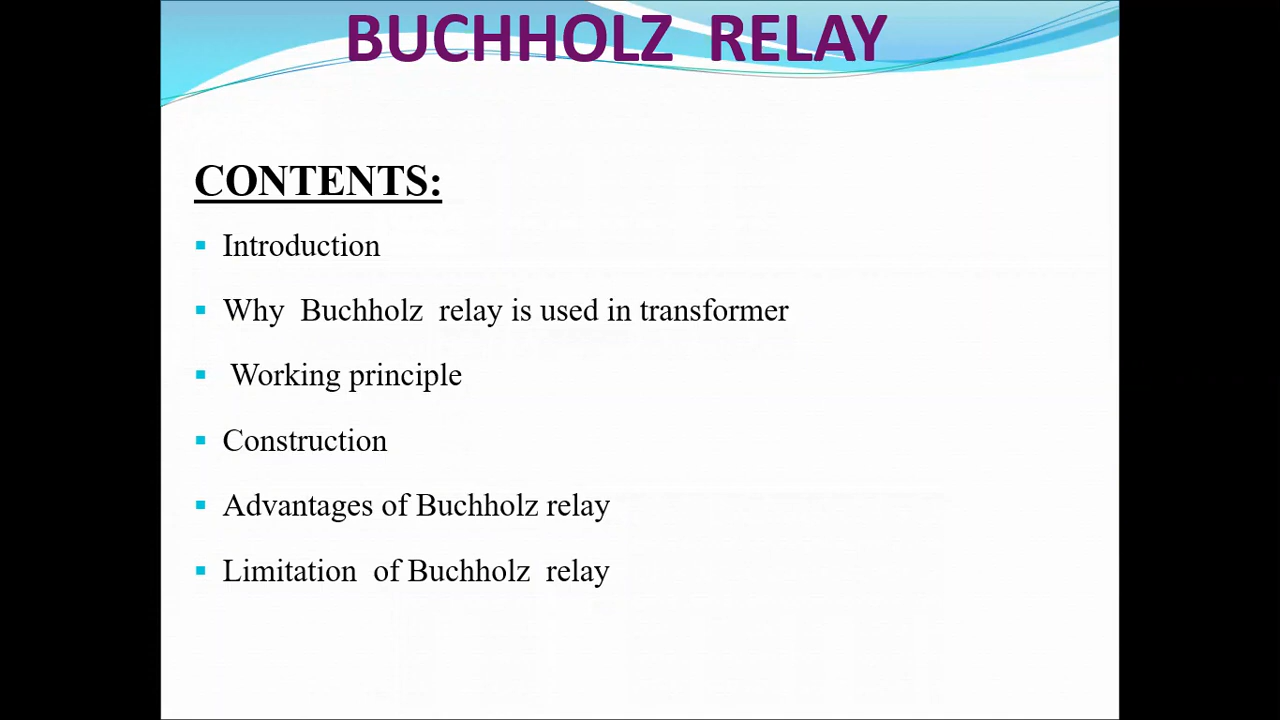 BUCHHOLZ RELAY
CONTENTS:
Introduction
Why Buchholz relay is used in transformer
Working principle
Construction
Advantages of Buchholz relay
Limitation of Buchholz relay